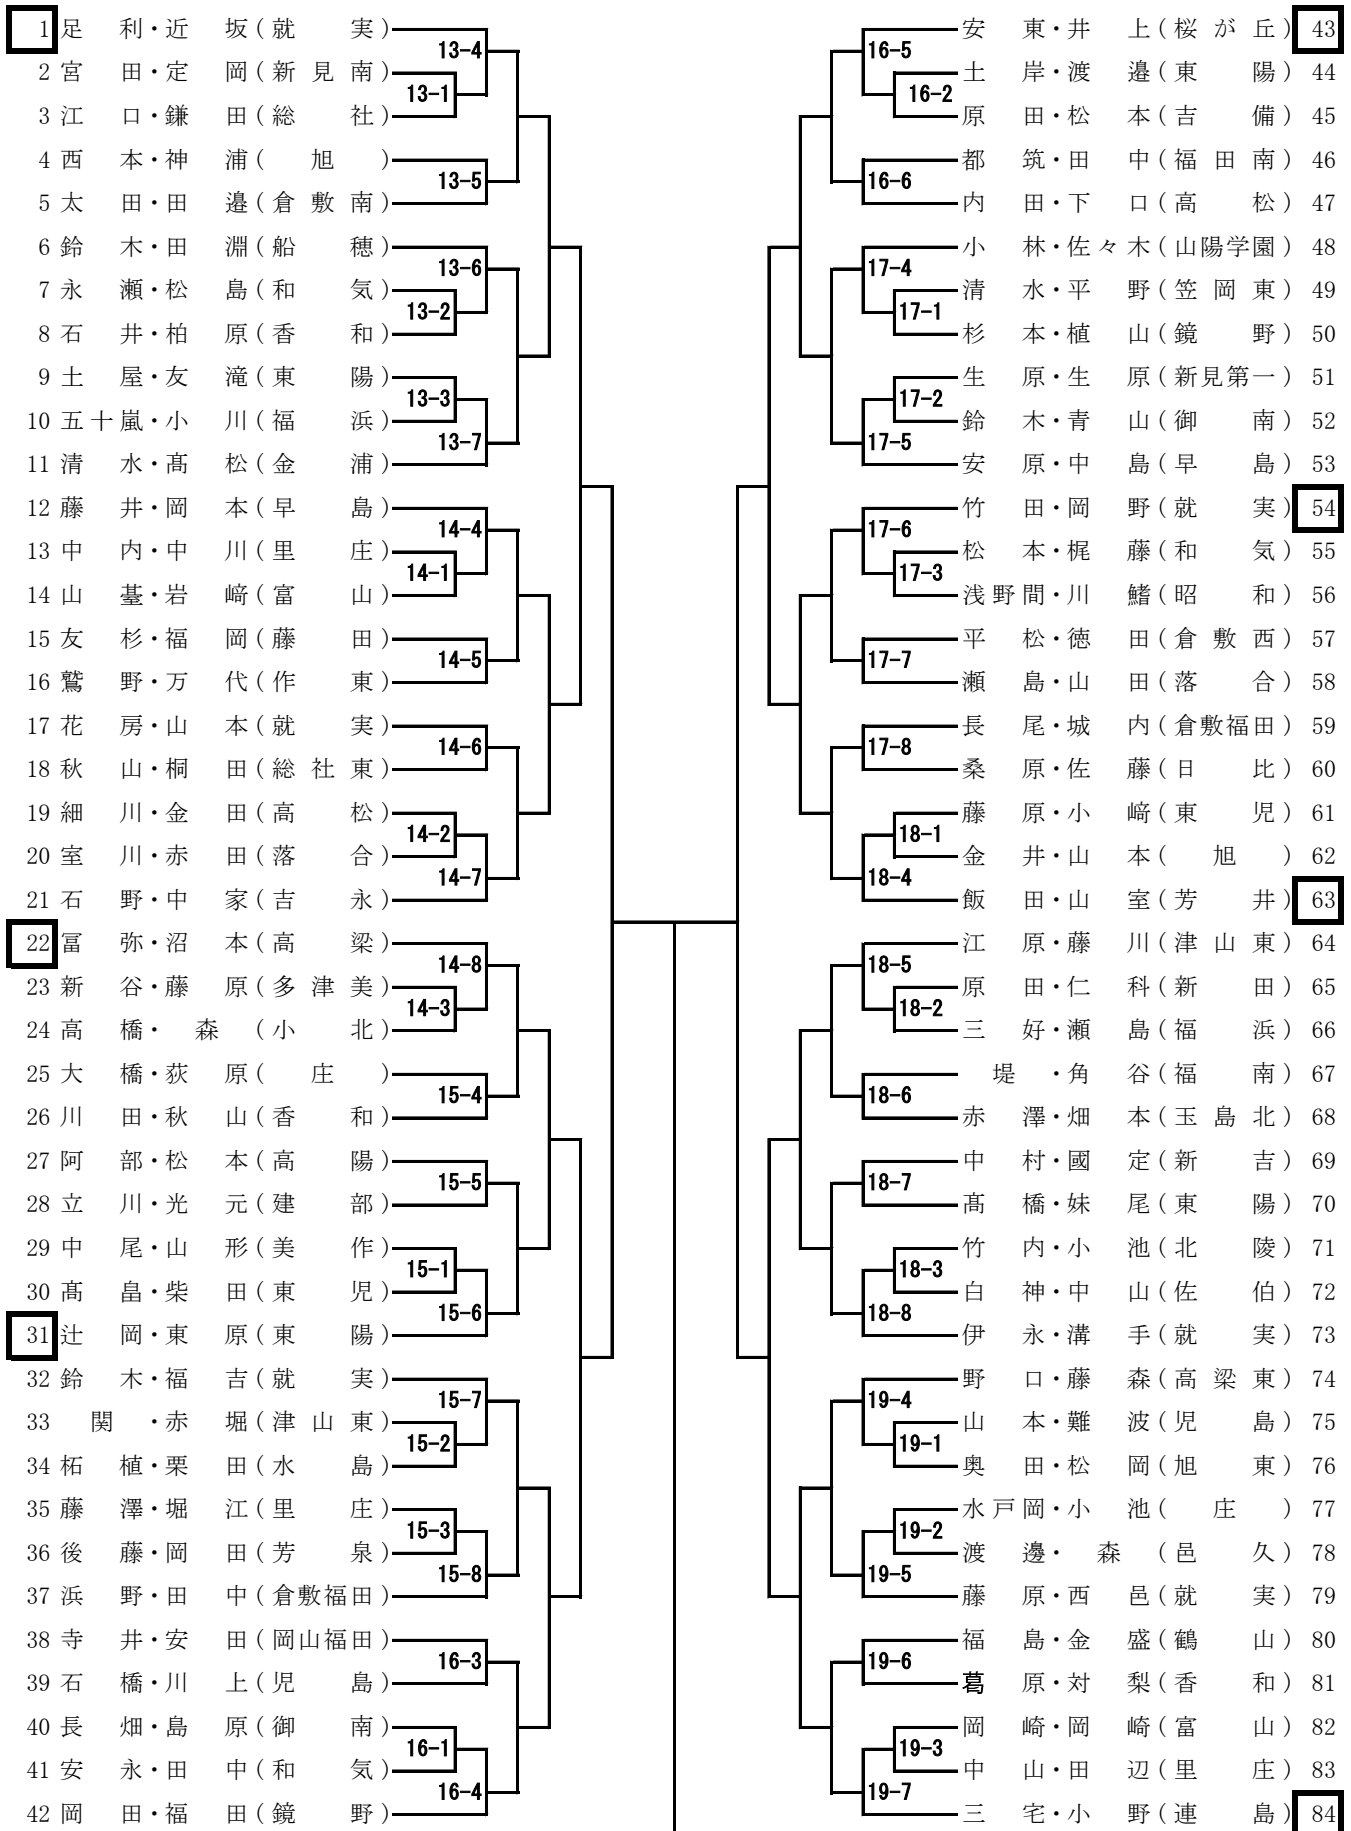 1 足利・近坂(就実)
13-4
2 宮田・定岡(新見南)
13-1
3 江口・鎌田(総社)
4 西本・神浦(旭)
13-5
5 太田・田邉(倉敷南)
6 鈴木・田淵(船穂)
13-6
7 永瀬・松島(和気)
13-2
8 石井・柏原(香和)
9 土屋・友滝(東陽)
13-3
10 五十嵐・小川(福浜)
13-7
11 清水・髙松(金浦)
12 藤井・岡本(早島)
14-4
13 中内・中川(里庄)
14-1
14 山基・岩﨑(富山)
15 友杉・福岡(藤田)
14-5
16 鷲野・万代(作東)
17 花房・山本(就実)
14-6
18 秋山・桐田(総社東)
19 細川・金田(高松)
14-2
20 室川・赤田(落合)
14-7
21 石野・中家(吉永)
22 冨弥・沼本(高梁)
14-8
23 新谷・藤原(多津美)
14-3
24 高橋・森(小北)
25 大橋・荻原(庄)
15-4
26 川田・秋山(香和)
27 阿部・松本(高陽)
15-5
28 立川・光元(建部)
29 中尾・山形(美作)
15-1
30 髙畠・柴田(東児)
15-6
31 辻岡・東原(東陽)
32 鈴木・福吉(就実)
15-7
33 関・赤堀(津山東)
15-2
34 柘植・栗田(水島)
35 藤澤・堀江(里庄)
15-3
36 後藤・岡田(芳泉)
15-8
37 浜野・田中(倉敷福田)
38 寺井・安田(岡山福田)
16-3
39 石橋・川上(児島)
40 長畑・島原(御南)
16-1
41 安永・田中(和気)
16-4
42 岡田・福田(鏡野)
安東・井上(桜が丘) 43
16-5
土岸・渡邉(東陽) 44
16-2
原田・松本(吉備) 45
都筑・田中(福田南) 46
16-6
内田・下口(高松) 47
小林・佐々木(山陽学園) 48
17-4
清水・平野(笠岡東) 49
17-1
杉本・植山(鏡野) 50
生原・生原(新見第一) 51
17-2
鈴木・青山(御南) 52
17-5
安原・中島(早島) 53
竹田・岡野(就実) 54
17-6
松本・梶藤(和気) 55
17-3
浅野間・川鰭(昭和) 56
平松・徳田(倉敷西) 57
17-7
瀬島・山田(落合) 58
長尾・城内(倉敷福田) 59
17-8
桑原・佐藤(日比) 60
藤原・小﨑(東児) 61
18-1
金井・山本(旭) 62
18-4
飯田・山室(芳井) 63
江原・藤川(津山東) 64
18-5
原田・仁科(新田) 65
18-2
三好・瀬島(福浜) 66
堤・角谷(福南) 67
18-6
赤澤・畑本(玉島北) 68
中村・國定(新吉) 69
18-7
髙橋・妹尾(東陽) 70
竹内・小池(北陵) 71
18-3
白神・中山(佐伯) 72
18-8
伊永・溝手(就実) 73
野口・藤森(高梁東) 74
19-4
山本・難波(児島) 75
19-1
奥田・松岡(旭東) 76
水戸岡・小池(庄) 77
19-2
渡邊・森(邑久) 78
19-5
藤原・西邑(就実) 79
福島・金盛(鶴山) 80
19-6
葛原・対梨(香和) 81
岡崎・岡崎(富山) 82
19-3
中山・田辺(里庄) 83
19-7
三宅・小野(連島) 84